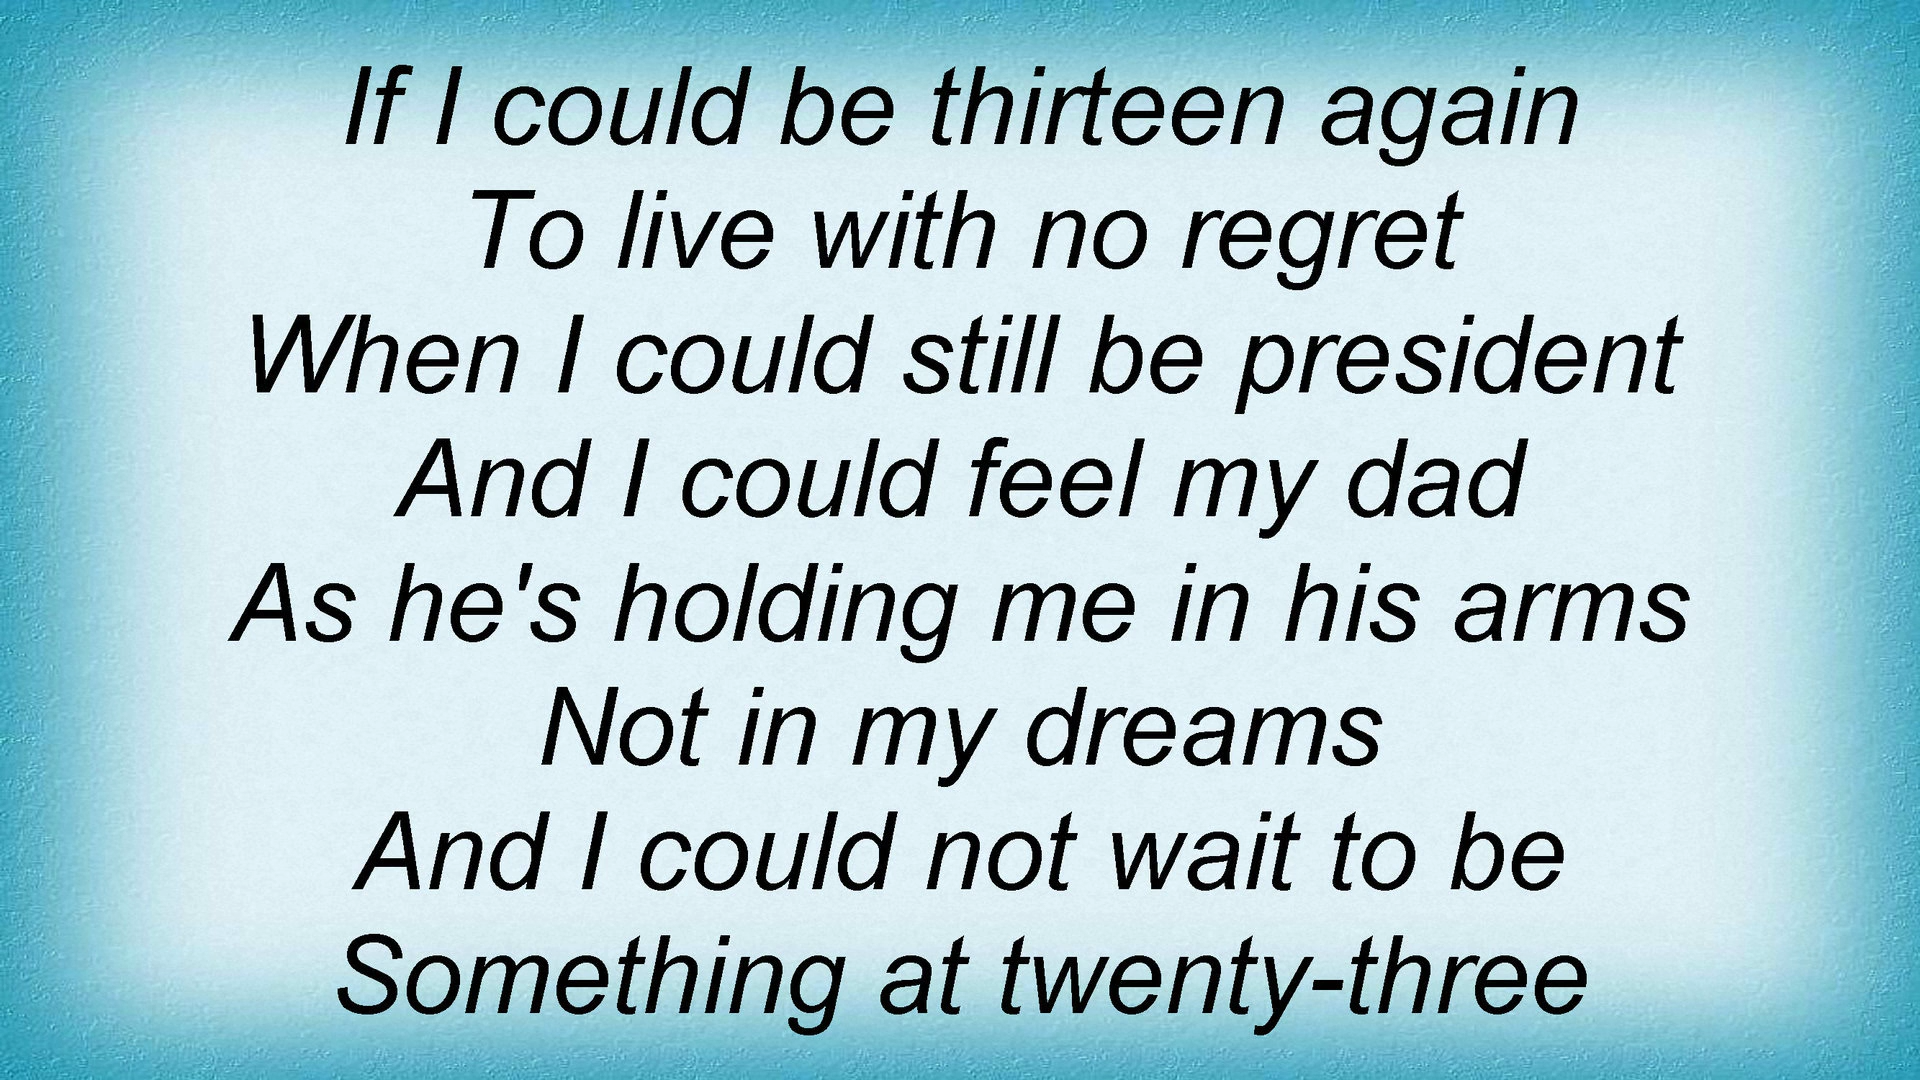 If I could be thirteen again
To live with no regret
When I could still be president
And I could feel my dad
As he's holding me in his arms
Not in my dreams
And I could not wait to be
Something at twenty-three